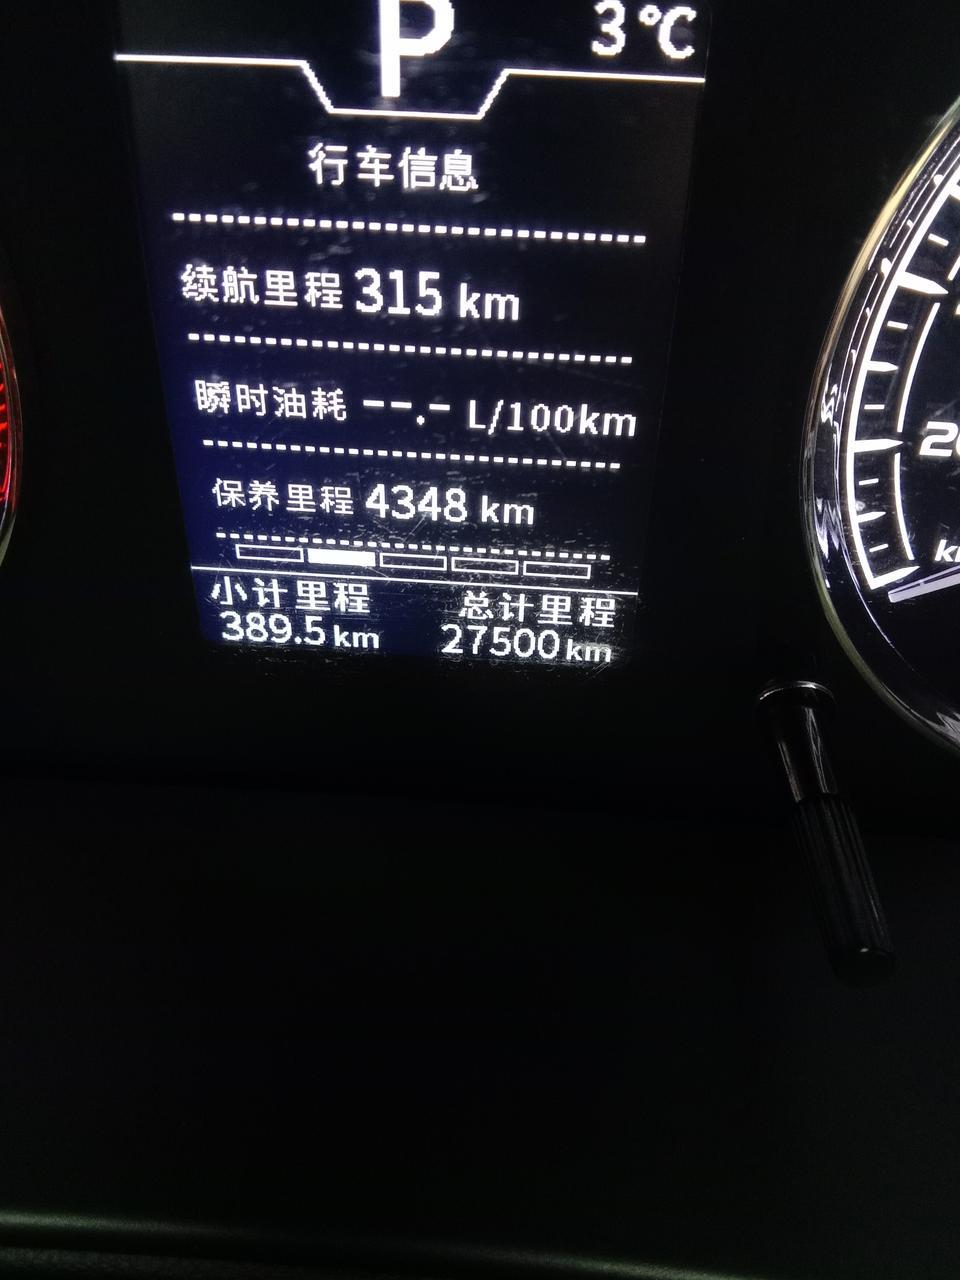 P 3°C
行车信息
续航里程 315 km
瞬时油耗 --.- L/100km
保养里程 4348 km
小计里程 总计里程
389.5 km 27500 km